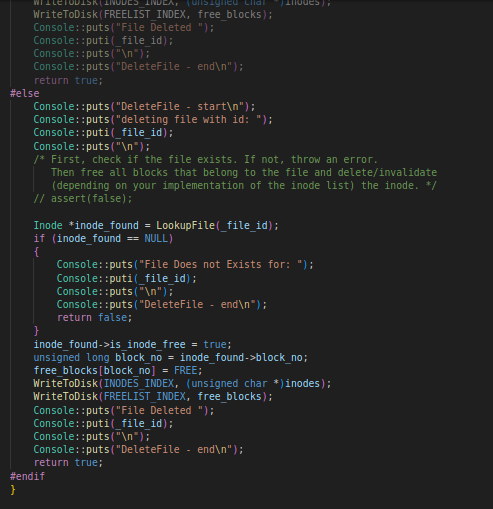 WriteToDisk(INODES_INDEX, (unsigned char *)inodes);
WriteToDisk(FREELIST_INDEX, free_blocks);
Console::puts("File Deleted ");
Console::puti(_file_id);
Console::puts("\n");
Console::puts("DeleteFile - end\n");
return true;
#else
Console::puts("DeleteFile - start\n");
Console::puts("deleting file with id: ");
Console::puti(_file_id);
Console::puts("\n");
/* First, check if the file exists. If not, throw an error.
Then free all blocks that belong to the file and delete/invalidate
(depending on your implementation of the inode list) the inode. */
// assert(false);
Inode *inode_found = LookupFile(_file_id);
if (inode_found == NULL)
{
Console::puts("File Does not Exists for: ");
Console::puti(_file_id);
Console::puts("\n");
Console::puts("DeleteFile - end\n");
return false;
}
inode_found->is_inode_free = true;
unsigned long block_no = inode_found->block_no;
free_blocks[block_no] = FREE;
WriteToDisk(INODES_INDEX, (unsigned char *)inodes);
WriteToDisk(FREELIST_INDEX, free_blocks);
Console::puts("File Deleted ");
Console::puti(_file_id);
Console::puts("\n");
Console::puts("DeleteFile - end\n");
return true;
#endif
}